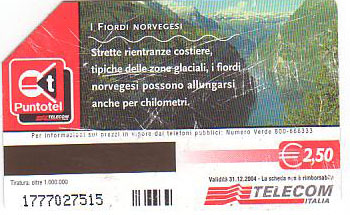 I FIORDI NORVEGESI
Strette rientranze costiere,
tipiche delle zone glaciali, i fiordi
norvegesi possono allungarsi
anche per chilometri.
t
Puntotel
TELECOM
Per informazioni sui prezzi in vigore dai telefoni pubblici: Numero Verde 800-666333
€ 2,50
Tiratura: oltre 1.000.000
Validità 31.12.2004 - La scheda non è rimborsabile
1777027515
TELECOM
ITALIA